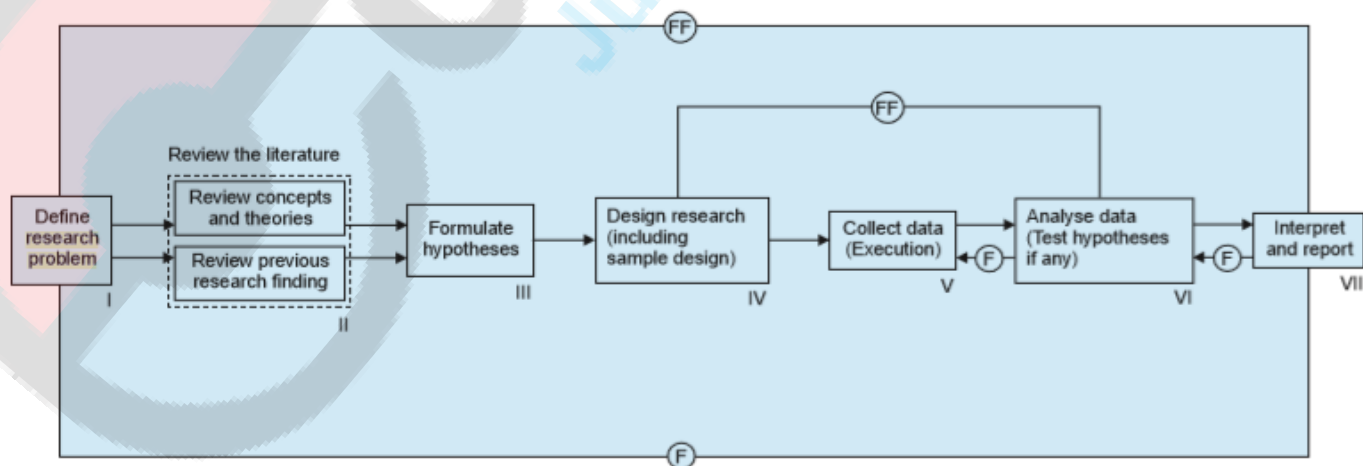 FF
FF
Review the literature
Define
research
problem
I
Review concepts
and theories
Review previous
research finding
II
Formulate
hypotheses
III
Design research
(including
sample design)
IV
Collect data
(Execution)
V
F
Analyse data
(Test hypotheses
if any)
VI
F
Interpret
and report
VII
F